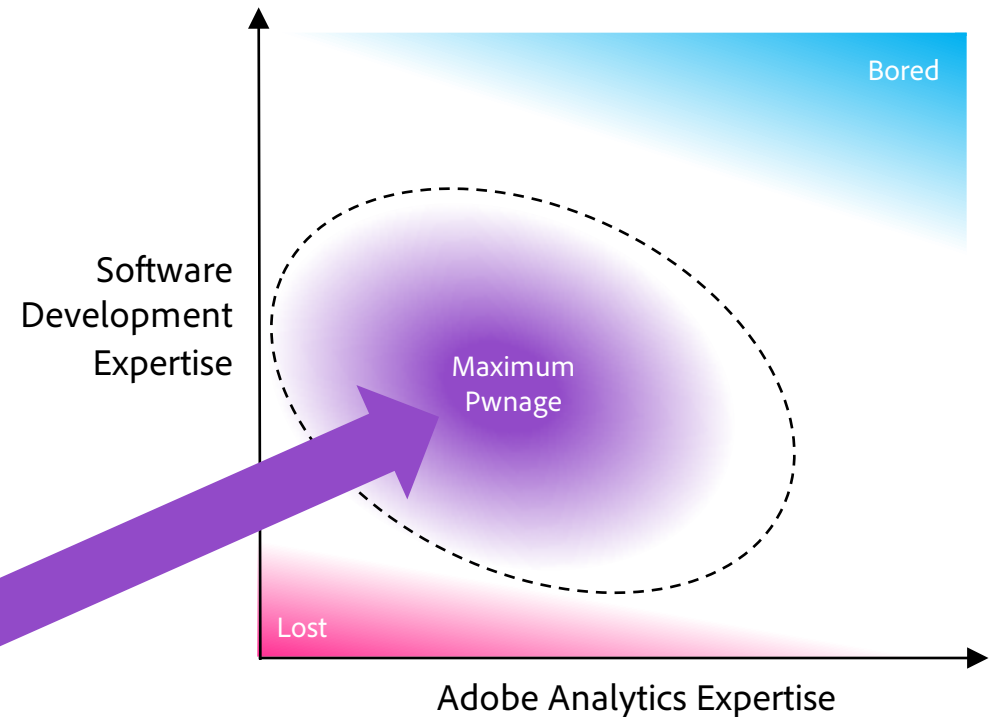 Bored
Software
Development
Expertise
Maximum
Pwnage
Lost
Adobe Analytics Expertise